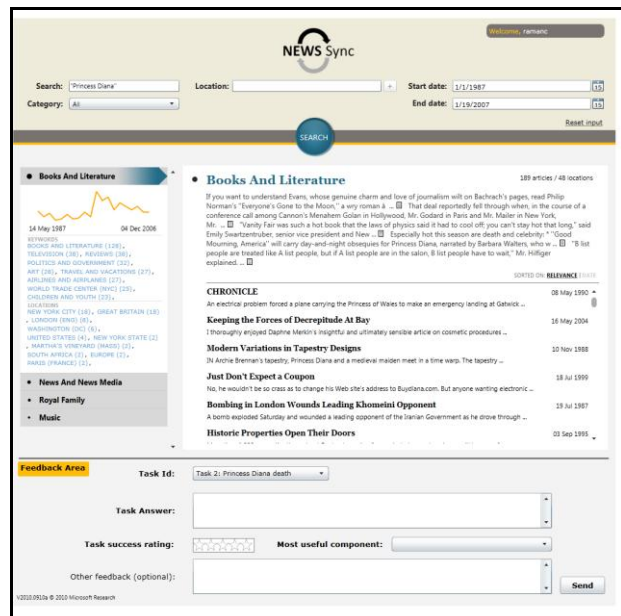 Welcome, ramianc
NEWS Sync
Search: "Princess Diana" Location: + Start date: 1/1/1987 15
Category: All End date: 1/19/2007 15
Reset input
SEARCH
Books And Literature
14 May 1987 04 Dec 2006
KEYWORDS
BOOKS AND LITERATURE (128),
TELEVISION (38), REVIEWS (38),
POLITICS AND GOVERNMENT (32),
ART (28), TRAVEL AND VACATIONS (27),
AIRLINES AND AIRPLANES (27),
WORLD TRADE CENTER (NYC) (23),
CHILDREN AND YOUTH (23),
LOCATIONS
NEW YORK CITY (18), GREAT BRITAIN (18)
, LONDON (ENG) (8),
WASHINGTON (DC) (6),
UNITED STATES (4), NEW YORK STATE (2)
, MARTHA'S VINEYARD (MASS) (2),
SOUTH AFRICA (2), EUROPE (2),
PARIS (FRANCE) (2),
News And News Media
Royal Family
Music
Books And Literature 189 articles / 48 locations
If you want to understand Evans, whose genuine charm and love of journalism wilt on Bachrach's pages, read Philip
Norman's "Everyone's Gone to the Moon," a wry roman à ... That deal reportedly fell through when, in the course of a
conference call among Cannon's Menahem Golan in Hollywood, Mr. Godard in Paris and Mr. Mailer in New York,
Mr. ... "Vanity Fair was such a hot book that the laws of physics said it had to cool off; you can't stay hot that long," said
Emily Swartzentruber, senior vice president and New ... Especially hot this season are death and celebrity: * "Good
Mourning, America" will carry day-and-night obsequies for Princess Diana, narrated by Barbara Walters, who w ... "B list
people are treated like A list people, but if A list people are in the salon, B list people have to wait," Mr. Hilfiger
explained. ...
SORTED ON: RELEVANCE | DATE
CHRONICLE 08 May 1990
An electrical problem forced a plane carrying the Princess of Wales to make an emergency landing at Gatwick ...
Keeping the Forces of Decrepitude At Bay 16 May 2004
I thoroughly enjoyed Daphne Merkin's insightful and ultimately sensible article on cosmetic procedures ...
Modern Variations in Tapestry Designs 10 Nov 1988
IN Archie Brennan's tapestry, Princess Diana and a medieval maiden meet in a time warp. The tapestry ...
Just Don't Expect a Coupon 18 Jul 1999
No, he wouldn't be so crass as to change his Web site's address to Buydiana.com. But anyone wanting electronic ...
Bombing in London Wounds Leading Khomeini Opponent 19 Jul 1987
A bomb exploded Saturday and wounded a leading opponent of the Iranian Government as he drove through ...
Historic Properties Open Their Doors 03 Sep 1995
Feedback Area
Task Id: Task 2: Princess Diana death
Task Answer:
Task success rating: Most useful component:
Other feedback (optional):
Send
V2010.0910a © 2010 Microsoft Research